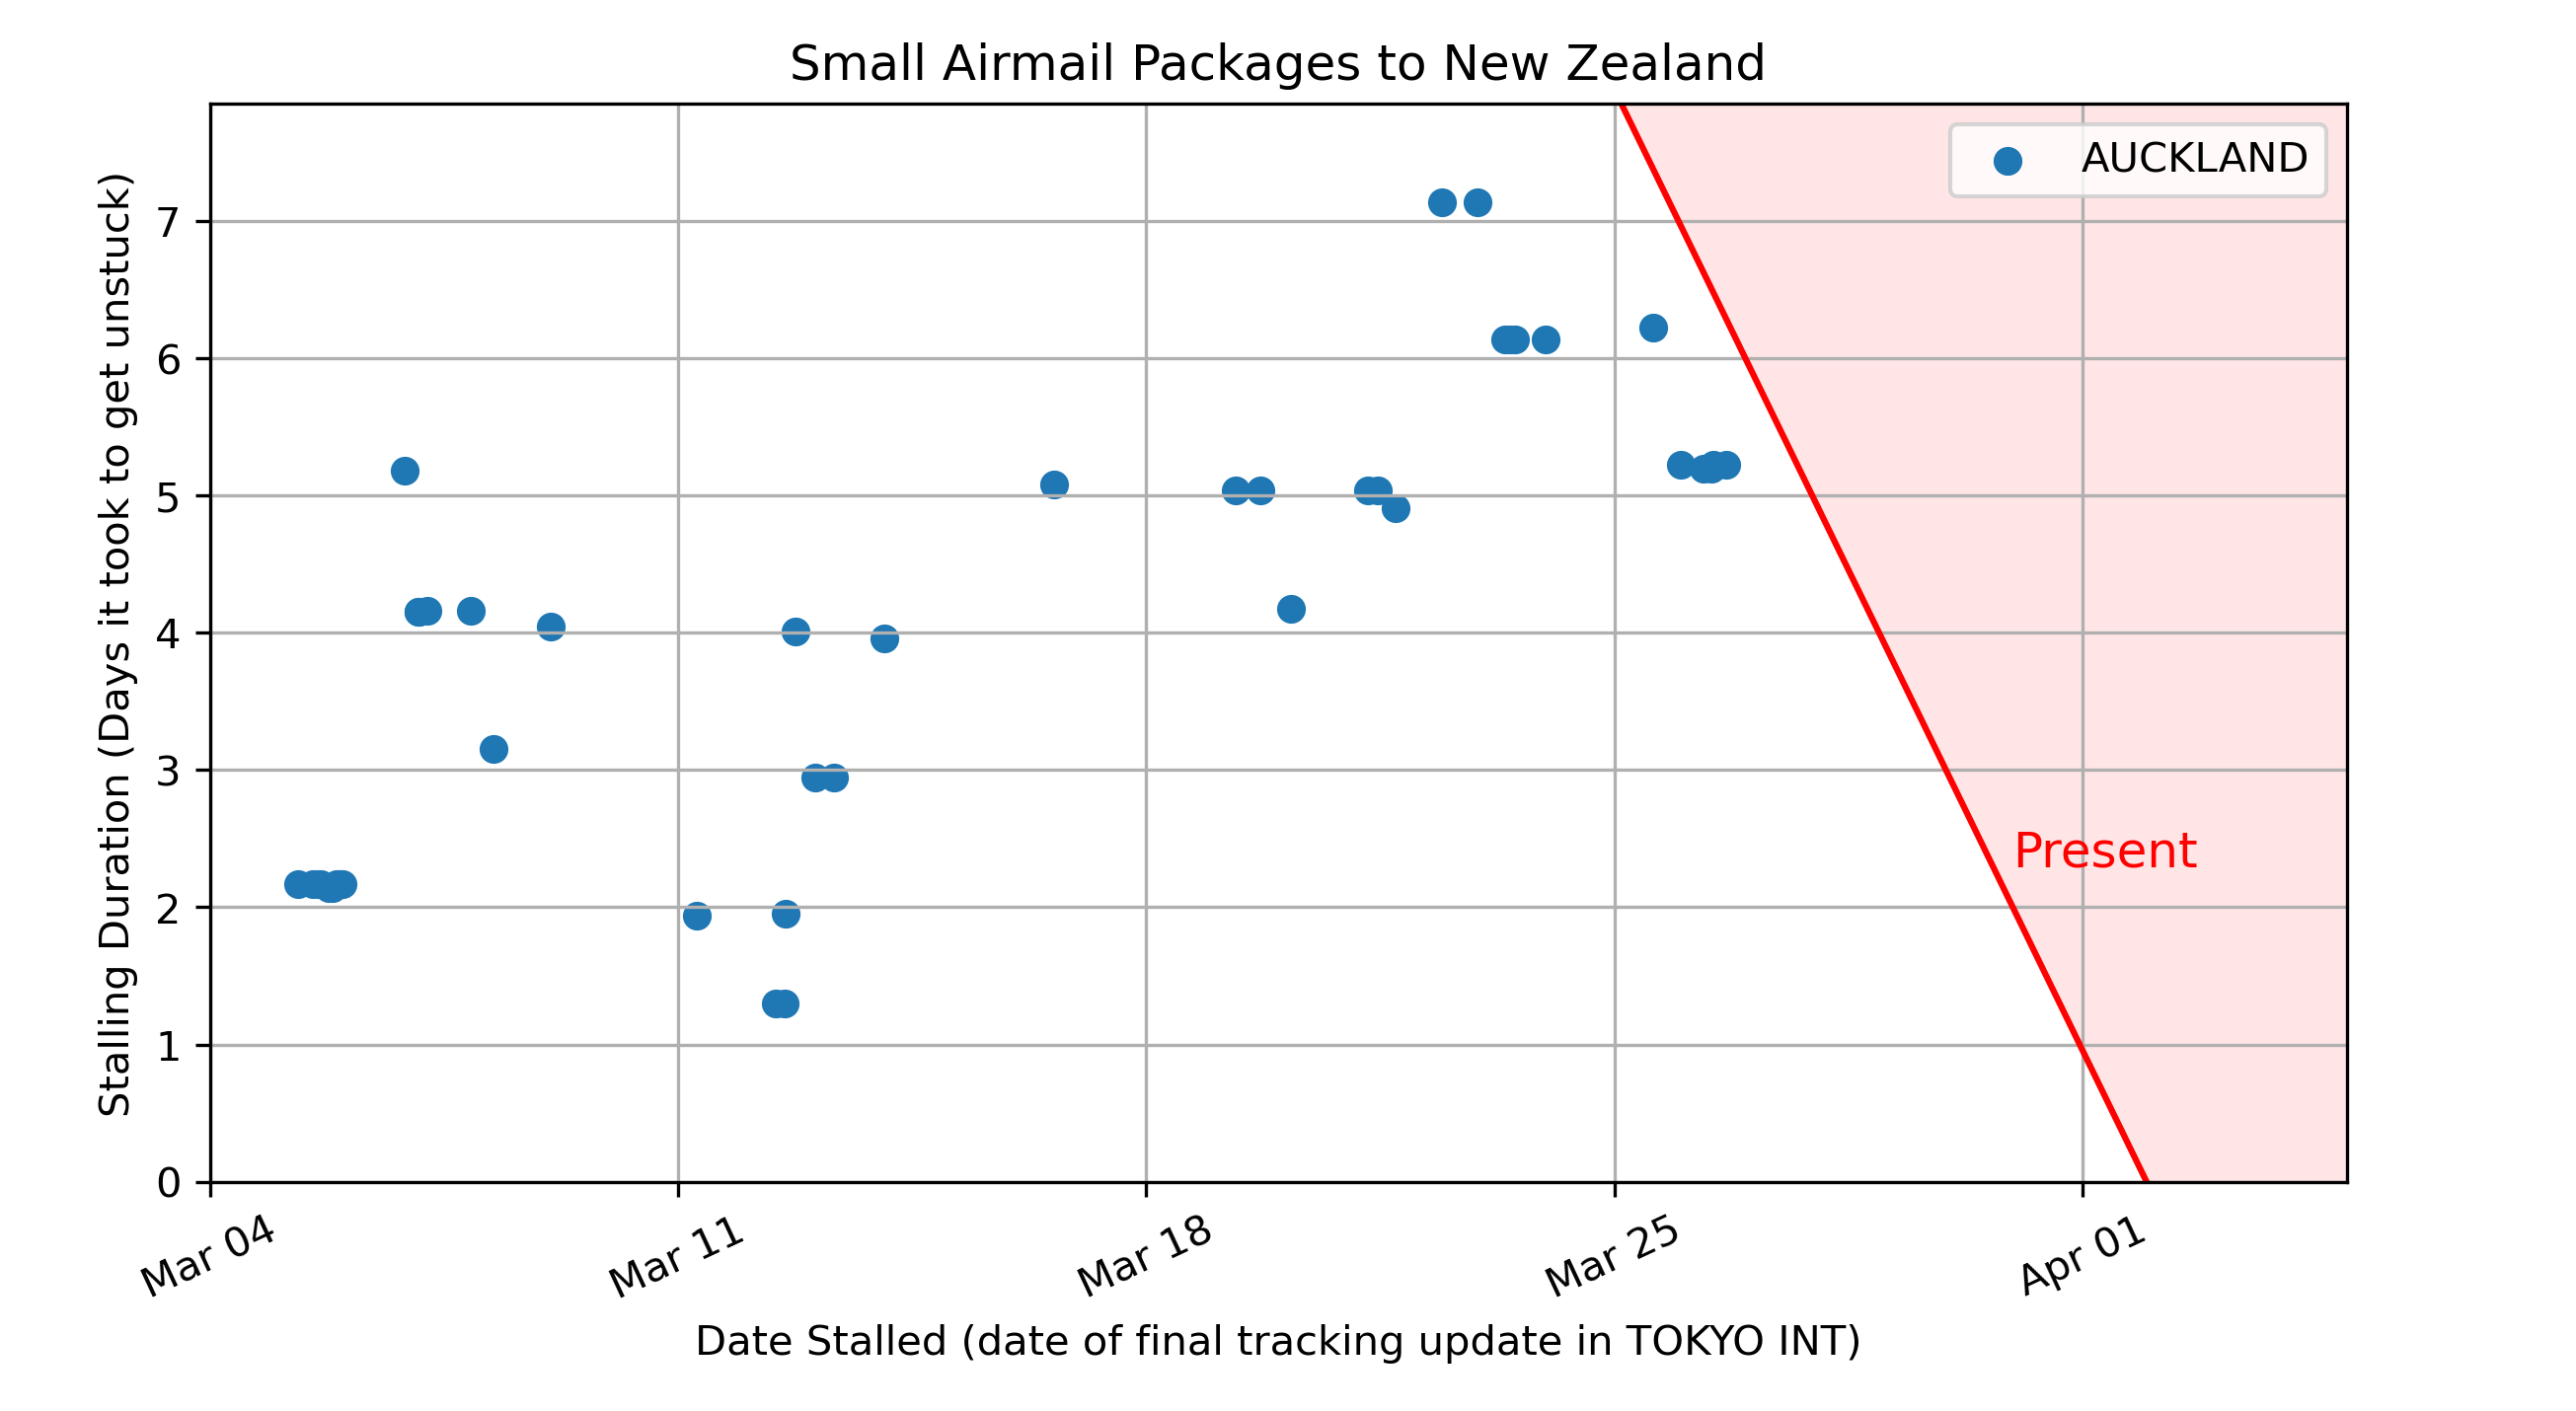 Small Airmail Packages to New Zealand
AUCKLAND
Stalling Duration (Days it took to get unstuck)
7
6
5
4
3
2
1
0
Present
Mar 04
Mar 11
Mar 18
Mar 25
Apr 01
Date Stalled (date of final tracking update in TOKYO INT)